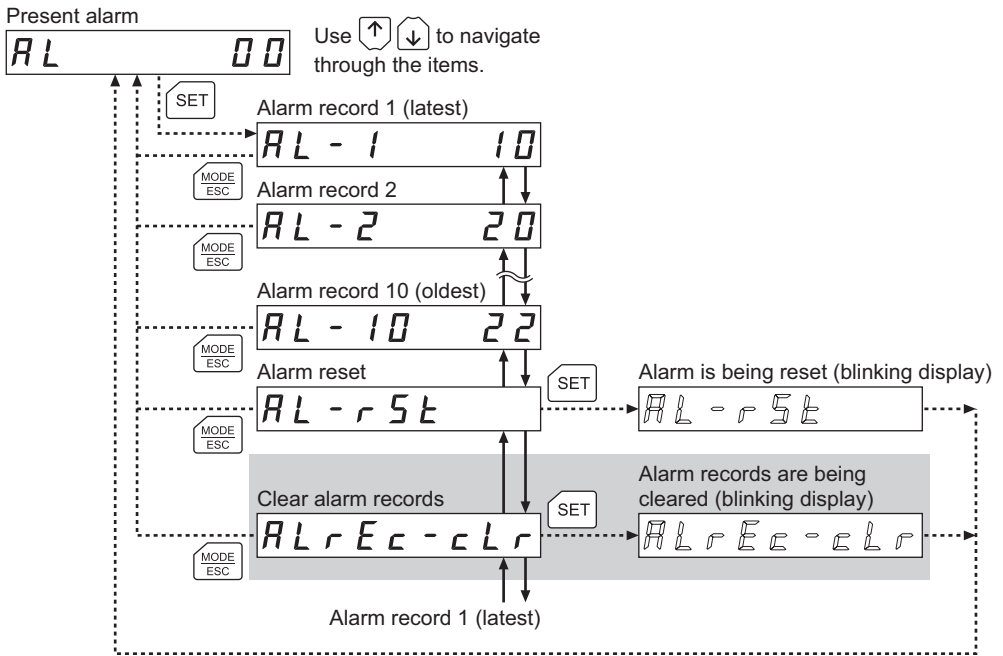 Present alarm
AL 00
Use ↑ ↓ to navigate
through the items.
SET
Alarm record 1 (latest)
AL-1 10
MODE
ESC
Alarm record 2
AL-2 20
MODE
ESC
Alarm record 10 (oldest)
AL-10 22
MODE
ESC
Alarm reset
AL-rSt
SET
Alarm is being reset (blinking display)
AL-rSt
MODE
ESC
Clear alarm records
ALrEc-cLr
SET
Alarm records are being
cleared (blinking display)
ALrEc-cLr
MODE
ESC
Alarm record 1 (latest)